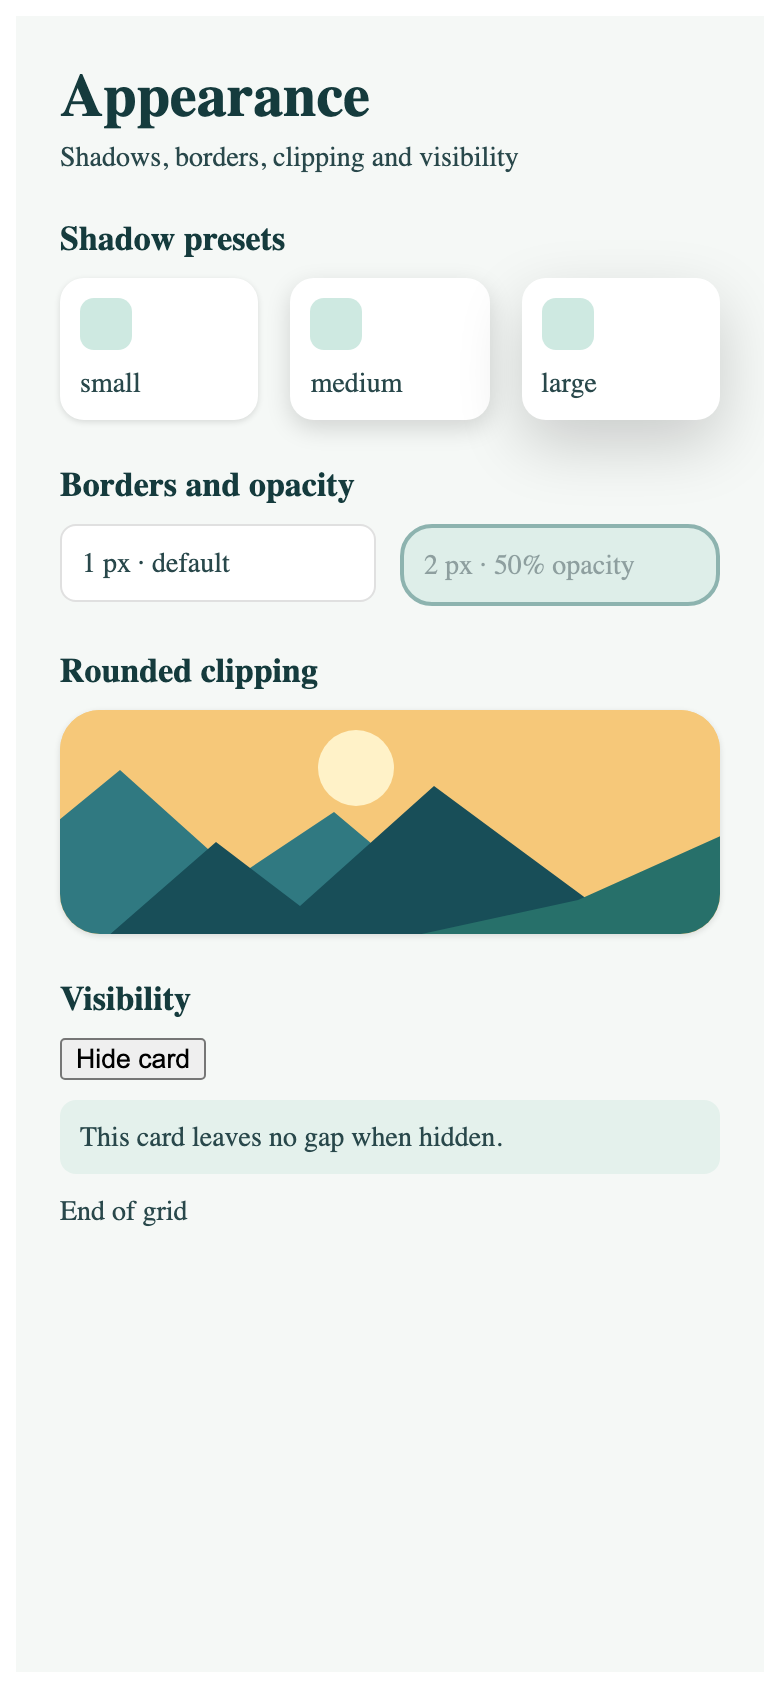 Appearance
Shadows, borders, clipping and visibility
Shadow presets
small
medium
large
Borders and opacity
1 px · default
2 px · 50% opacity
Rounded clipping
Visibility
Hide card
This card leaves no gap when hidden.
End of grid